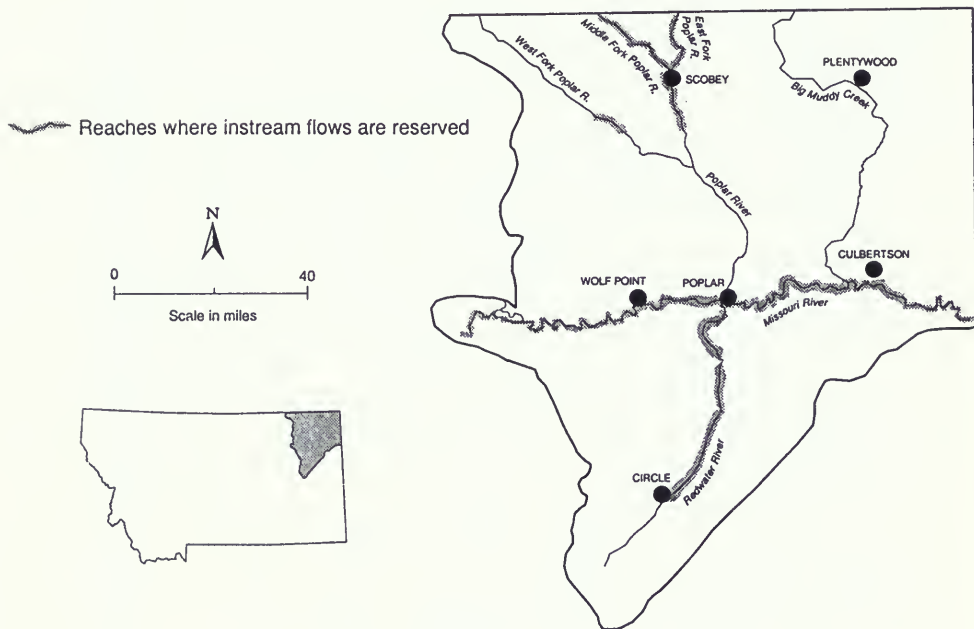 West Fork Poplar R.
Middle Fork Poplar R.
East Fork
Poplar R.
SCOBEY
PLENTYWOOD
Big Muddy Creek
Reaches where instream flows are reserved
Poplar River
N
0 40
Scale in miles
WOLF POINT
POPLAR
CULBERTSON
Missouri River
CIRCLE
Redwater River